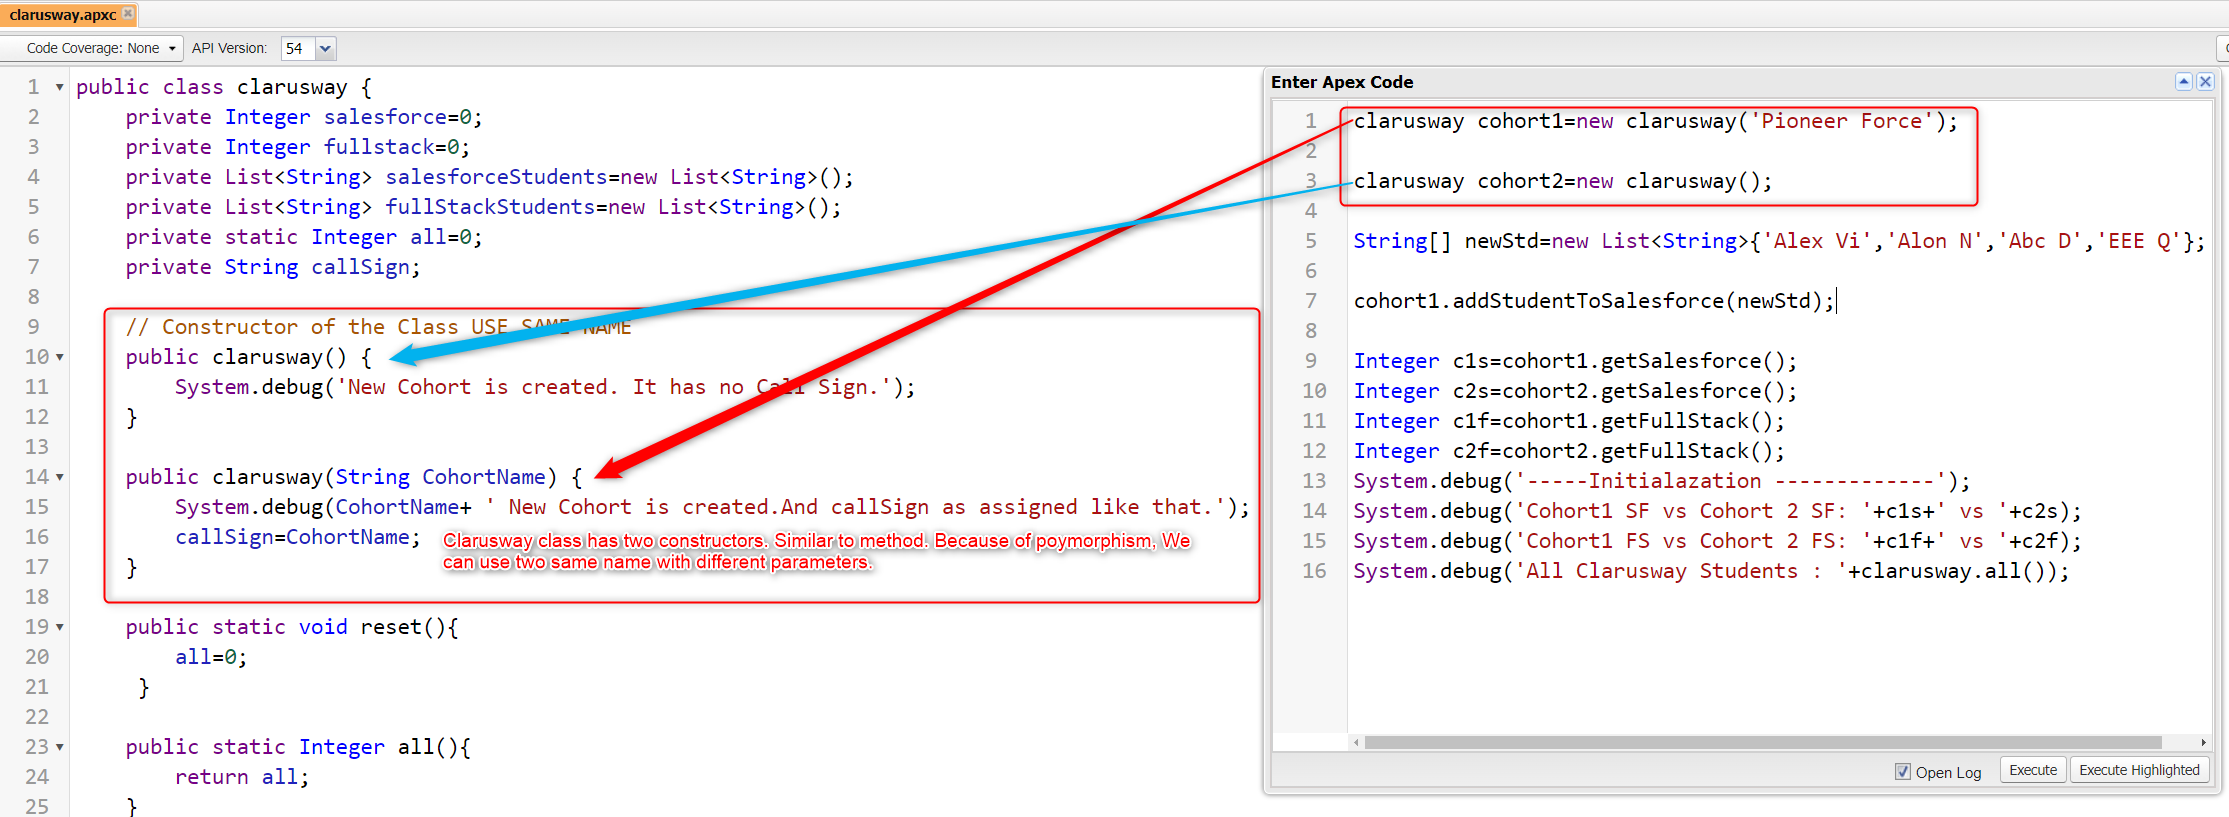 clarusway.apxc
Code Coverage: None API Version: 54
1 public class clarusway {
2 private Integer salesforce=0;
3 private Integer fullstack=0;
4 private List<String> salesforceStudents=new List<String>();
5 private List<String> fullStackStudents=new List<String>();
6 private static Integer all=0;
7 private String callSign;
8
9 // Constructor of the Class USE SAME NAME
10 public clarusway() {
11 System.debug('New Cohort is created. It has no Call Sign.');
12 }
13
14 public clarusway(String CohortName) {
15 System.debug(CohortName+ ' New Cohort is created.And callSign as assigned like that.');
16 callSign=CohortName;
Clarusway class has two constructors. Similar to method. Because of poymorphism, We
can use two same name with different parameters.
17 }
18
19 public static void reset(){
20 all=0;
21 }
22
23 public static Integer all(){
24 return all;
25 }
Enter Apex Code
1 clarusway cohort1=new clarusway('Pioneer Force');
2
3 clarusway cohort2=new clarusway();
4
5 String[] newStd=new List<String>{'Alex Vi','Alon N','Abc D','EEE Q'};
6
7 cohort1.addStudentToSalesforce(newStd);
8
9 Integer c1s=cohort1.getSalesforce();
10 Integer c2s=cohort2.getSalesforce();
11 Integer c1f=cohort1.getFullStack();
12 Integer c2f=cohort2.getFullStack();
13 System.debug('-----Initialazation -------------');
14 System.debug('Cohort1 SF vs Cohort 2 SF: '+c1s+' vs '+c2s);
15 System.debug('Cohort1 FS vs Cohort 2 FS: '+c1f+' vs '+c2f);
16 System.debug('All Clarusway Students : '+clarusway.all());
Open Log Execute Execute Highlighted